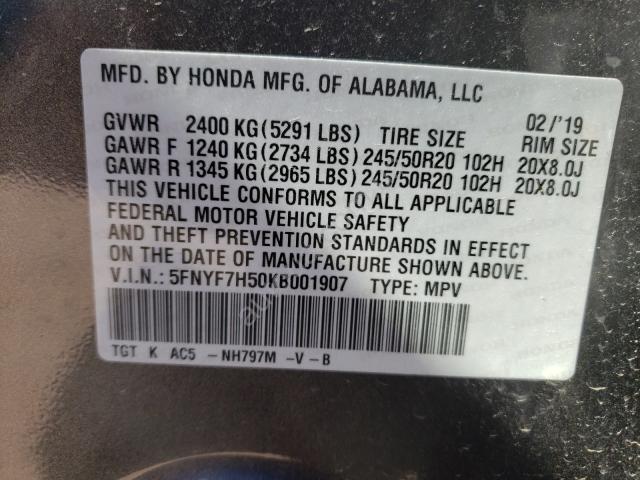 MFD. BY HONDA MFG. OF ALABAMA, LLC
02/'19
GVWR 2400 KG(5291 LBS) TIRE SIZE RIM SIZE
GAWR F 1240 KG(2734 LBS)245/50R20 102H 20X8.0J
GAWR R 1345 KG(2965 LBS)245/50R20 102H 20X8.0J
THIS VEHICLE CONFORMS TO ALL APPLICABLE
FEDERAL MOTOR VEHICLE SAFETY
AND THEFT PREVENTION STANDARDS IN EFFECT
ON THE DATE OF MANUFACTURE SHOWN ABOVE.
V.I.N.: 5FNYF7H50KB001907 TYPE: MPV
TGT K AC5 -NH797M -V-B